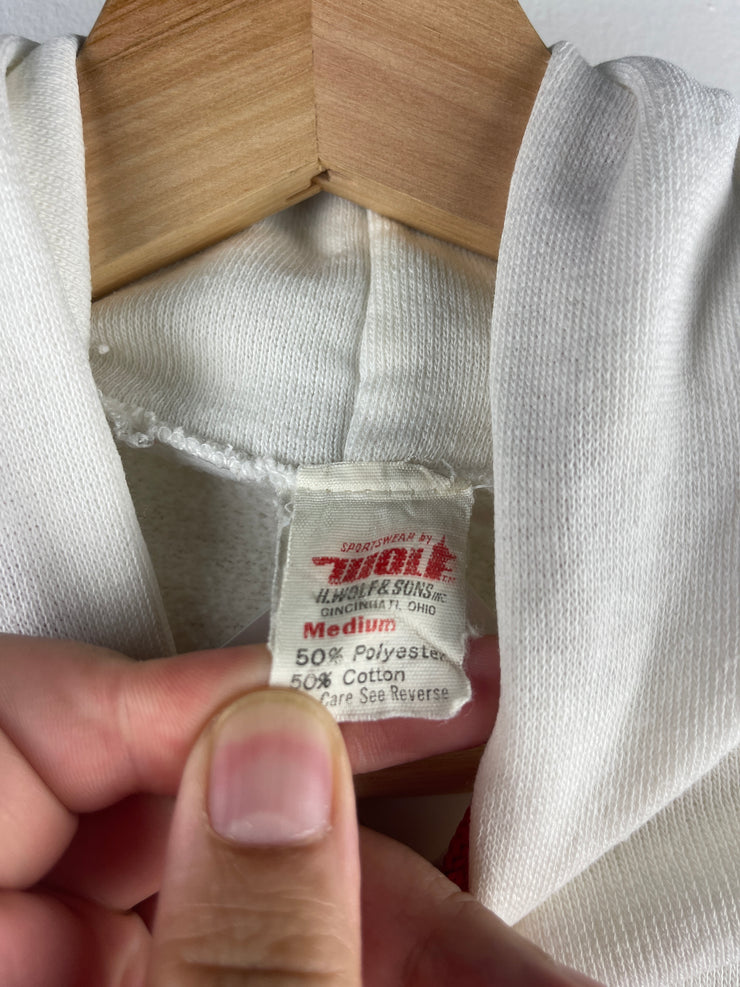 SPORTSWEAR by
WOLF
H. WOLF & SONS INC
CINCINNATI, OHIO
Medium
50% Polyester
50% Cotton
Care See Reverse